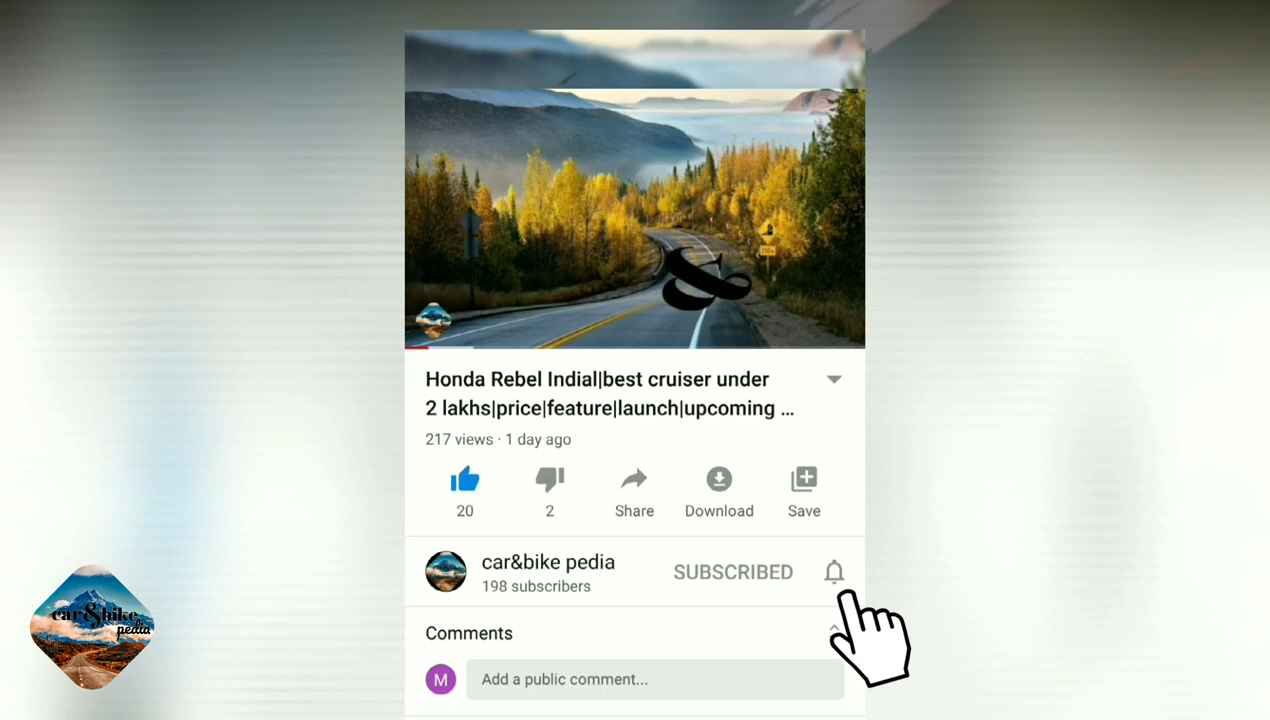 &
Honda Rebel Indial|best cruiser under
2 lakhs|price|feature|launch|upcoming ...
217 views · 1 day ago
20
2
Share
Download
Save
car&bike pedia
SUBSCRIBED
198 subscribers
Comments
M
Add a public comment...
car&bike
pedia